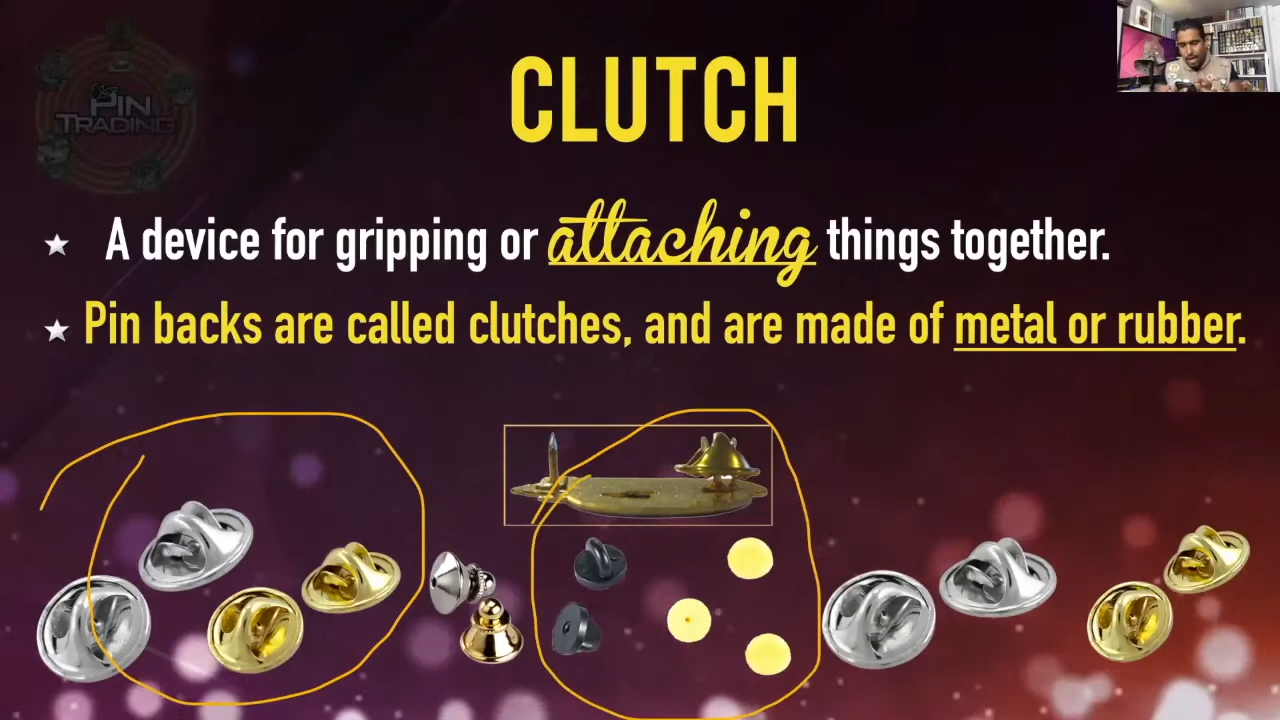 PIN
TRADING
CLUTCH
A device for gripping or attaching things together.
Pin backs are called clutches, and are made of metal or rubber.